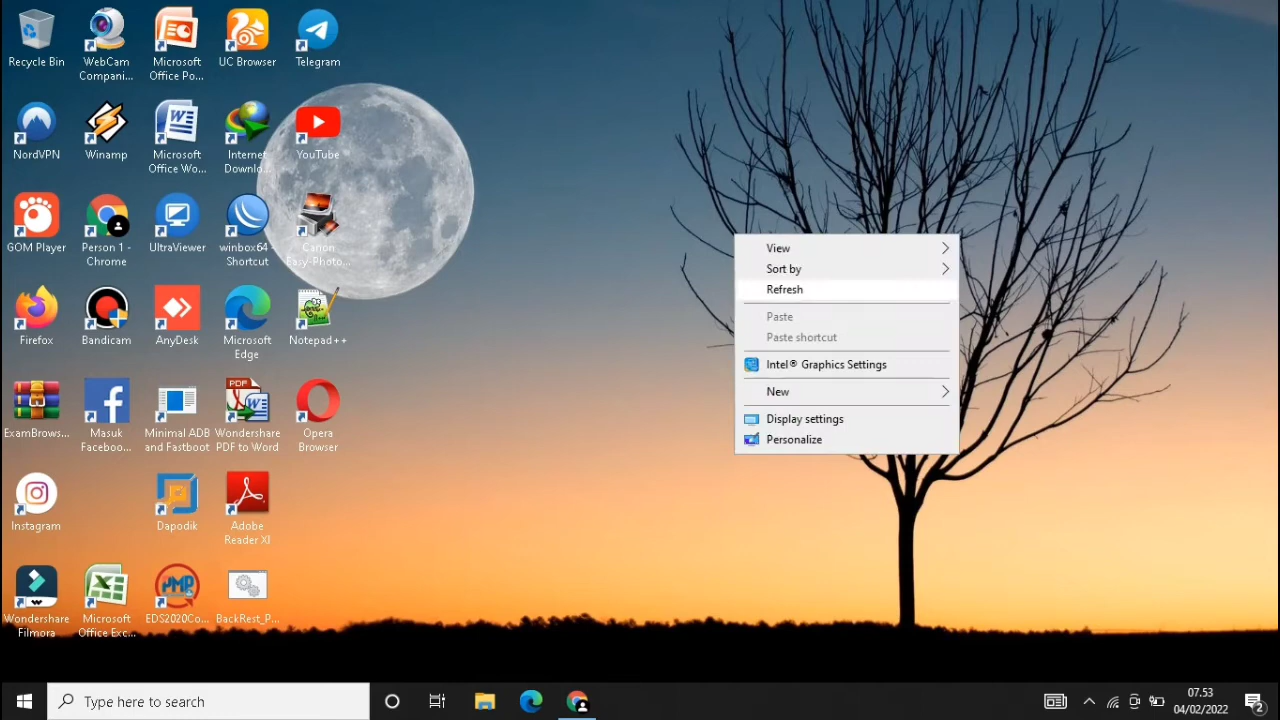 Recycle Bin
WebCam
Compani...
Microsoft
Office Po...
UC Browser
Telegram
NordVPN
Winamp
Microsoft
Office Wo...
Internet
Downlo...
YouTube
GOM Player
Person 1 -
Chrome
UltraViewer
winbox64 -
Shortcut
Canon
Easy-Photo...
Firefox
Bandicam
AnyDesk
Microsoft
Edge
Notepad++
ExamBrows...
Masuk
Faceboo...
Minimal ADB
and Fastboot
PDF
Wondershare
PDF to Word
Opera
Browser
Instagram
Dapodik
Adobe
Reader XI
Wondershare
Filmora
Microsoft
Office Exc...
PMP
EDS2020Co...
BackRest_P...
View
Sort by
Refresh
Paste
Paste shortcut
Intel® Graphics Settings
New
Display settings
Personalize
Type here to search
07.53
04/02/2022
2